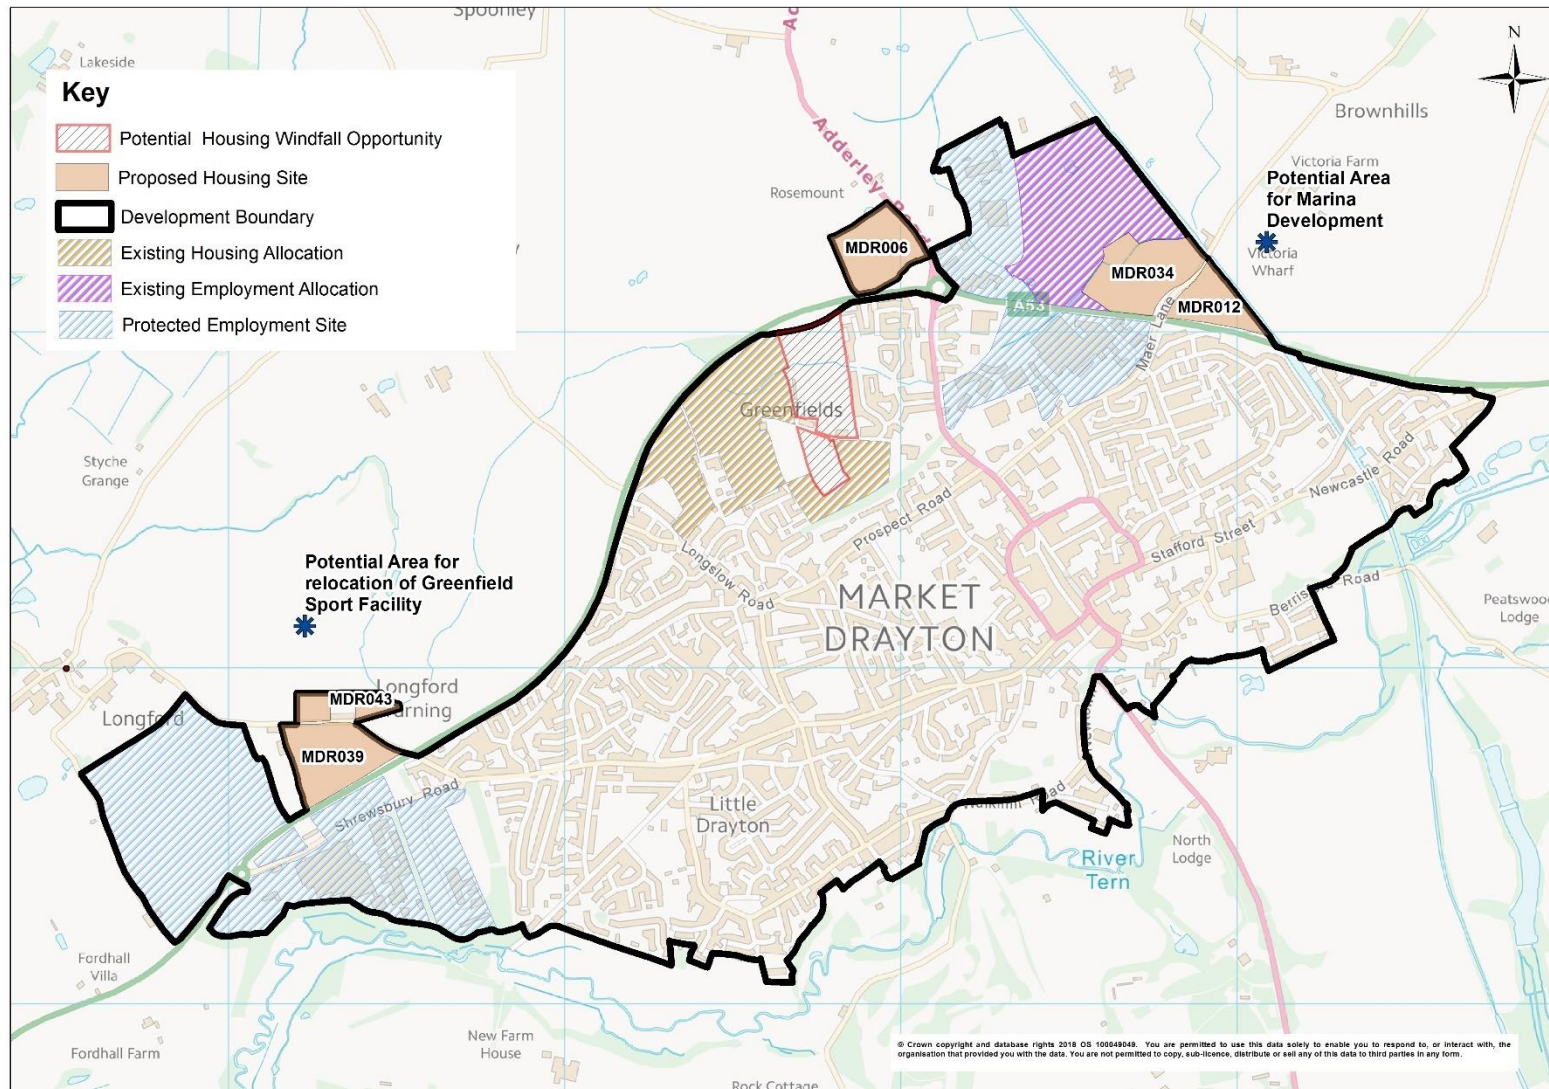 Spoonley
Lakeside
Key
Potential Housing Windfall Opportunity
Proposed Housing Site
Development Boundary
Existing Housing Allocation
Existing Employment Allocation
Protected Employment Site
N
Adderley Road
Brownhills
Victoria Farm
Potential Area
for Marina
Development
Victoria
Wharf
Rosemount
MDR006
MDR034
MDR012
A53
Maer Lane
Greenfields
Styche
Grange
Newcastle Road
Prospect Road
Stafford Street
Longslow Road
Potential Area for
relocation of Greenfield
Sport Facility
MARKET
DRAYTON
Peatswood
Lodge
Longford
MDR043
Longford
MDR039
Shrewsbury Road
Little
Drayton
Road
River
Tern
North
Lodge
Fordhall
Villa
Fordhall Farm
New Farm
House
Rock Cottage
© Crown copyright and database rights 2018 OS 100049049. You are permitted to use this data solely to enable you to respond to, or interact with, the
organisation that provided you with the data. You are not permitted to copy, sub-licence, distribute or sell any of this data to third parties in any form.